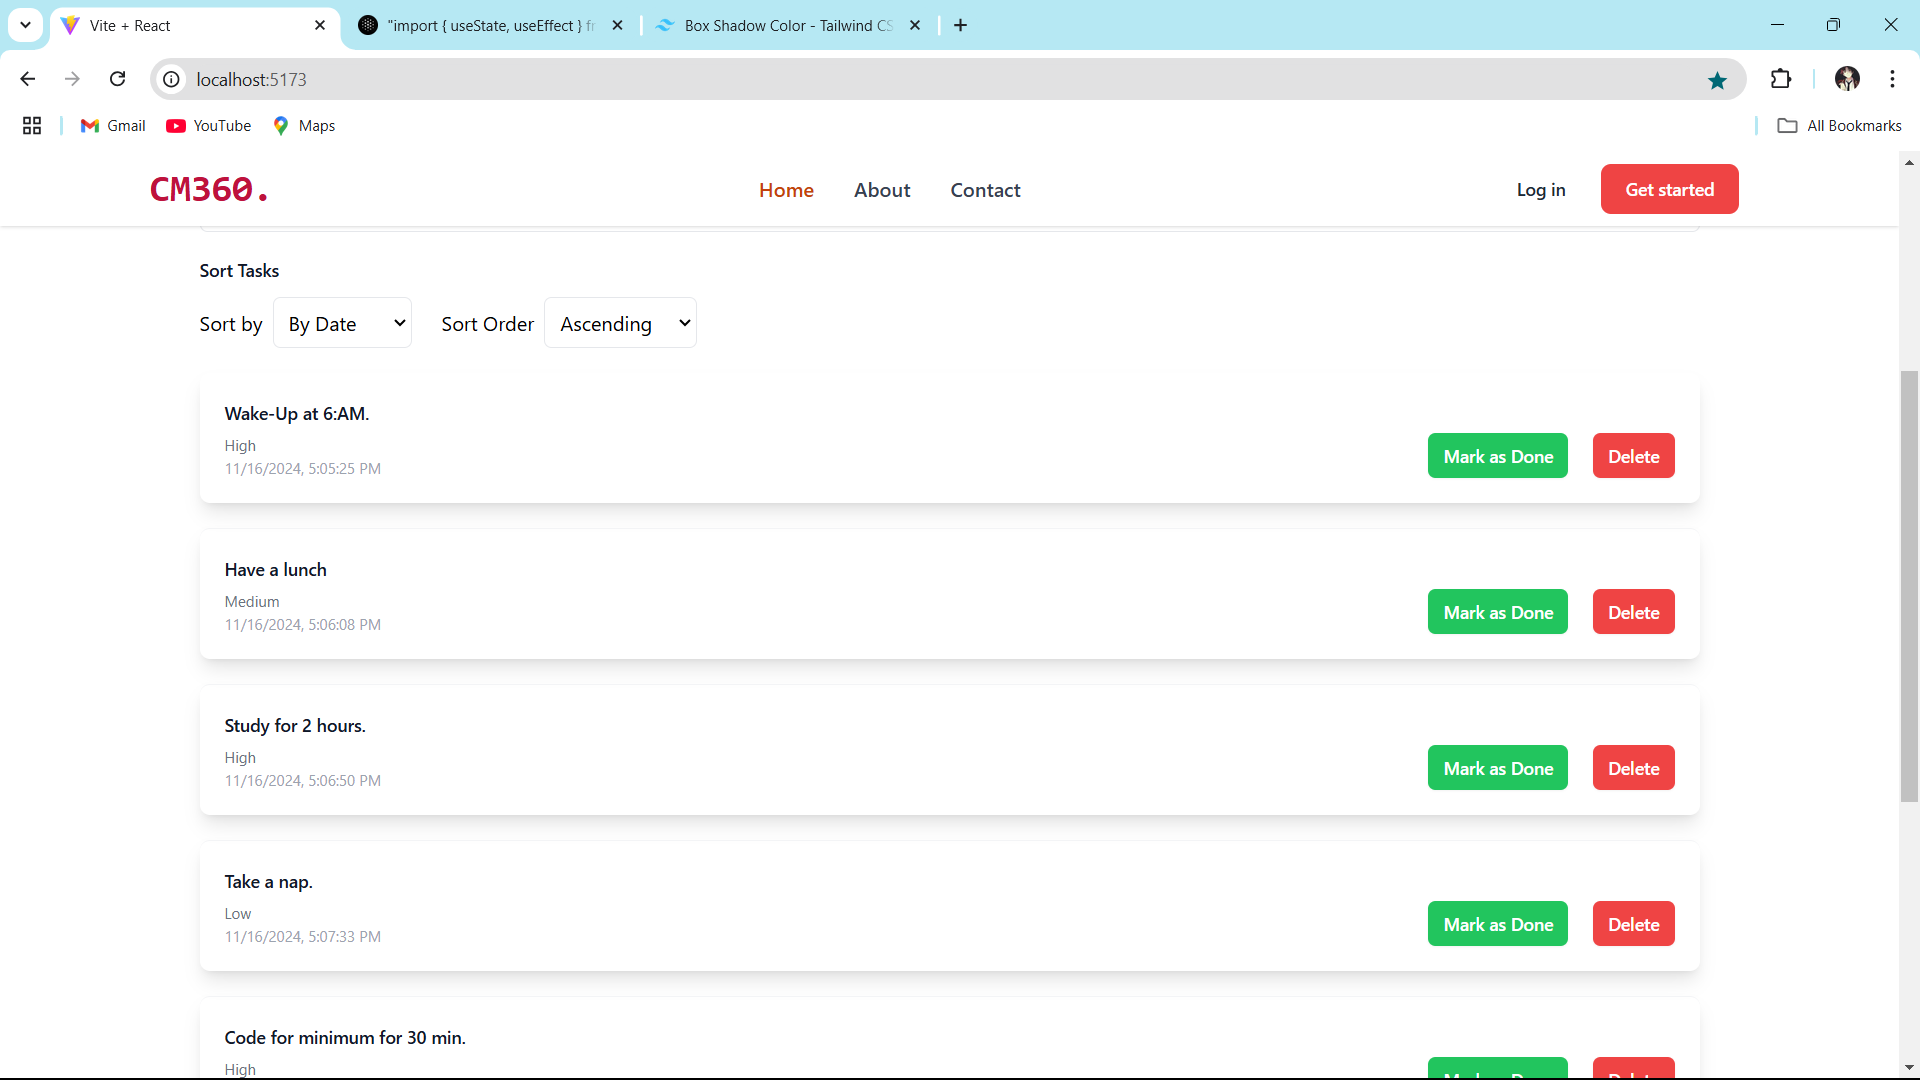 Vite + React
"import { useState, useEffect } fr
Box Shadow Color - Tailwind CS
localhost:5173
Gmail
YouTube
Maps
All Bookmarks
CM360.
Home
About
Contact
Log in
Get started
Sort Tasks
Sort by
By Date
Sort Order
Ascending
Wake-Up at 6:AM.
High
11/16/2024, 5:05:25 PM
Mark as Done
Delete
Have a lunch
Medium
11/16/2024, 5:06:08 PM
Mark as Done
Delete
Study for 2 hours.
High
11/16/2024, 5:06:50 PM
Mark as Done
Delete
Take a nap.
Low
11/16/2024, 5:07:33 PM
Mark as Done
Delete
Code for minimum for 30 min.
High
Mark as Done
Delete